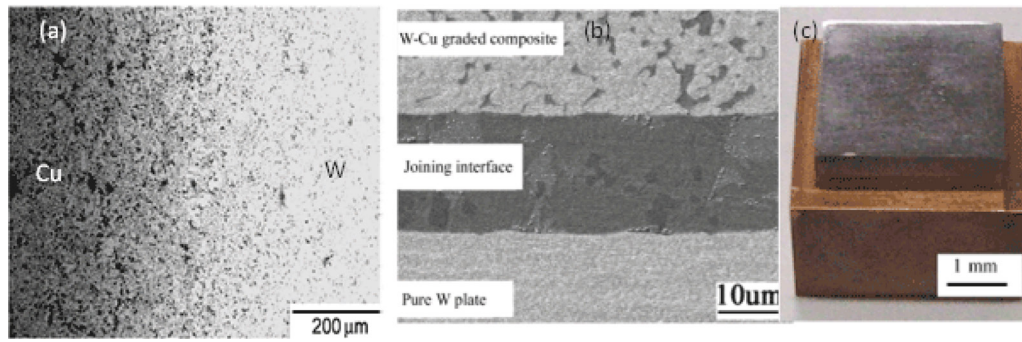 (a)
Cu
W
200 μm
W-Cu graded composite
(b)
Joining interface
Pure W plate
10um
(c)
1 mm